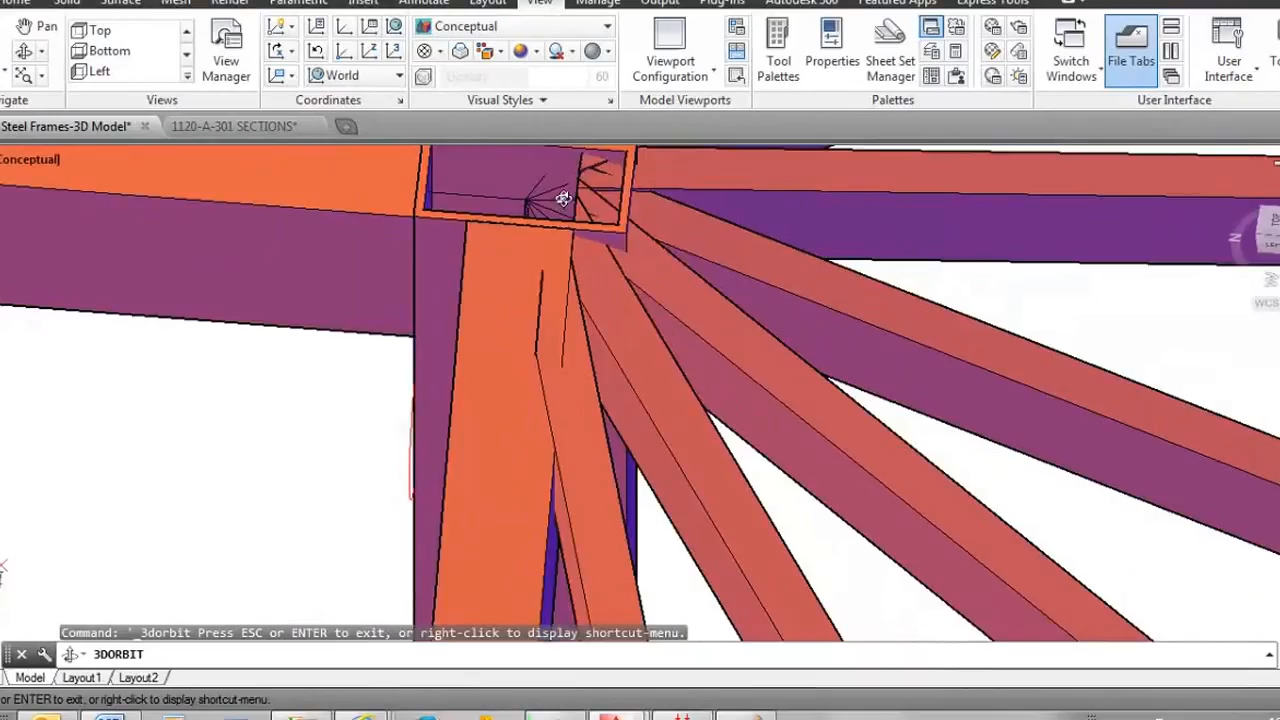 Home Solid Surface Mesh Render Parametric Insert Annotate Layout View Manage Output Plug-ins Autodesk 360 Featured Apps Express Tools
Pan Top Conceptual
Bottom
Left World 60
View Manager
Viewport Configuration
Tool Palettes
Properties
Sheet Set Manager
Switch Windows
File Tabs
User Interface
Views Coordinates Visual Styles Model Viewports Palettes User Interface
Steel Frames-3D Model* 1120-A-301 SECTIONS*
Conceptual]
TOP
LEFT
N
WCS
Command: '_3dorbit Press ESC or ENTER to exit, or right-click to display shortcut-menu.
3DORBIT
Model Layout1 Layout2
or ENTER to exit, or right-click to display shortcut-menu.